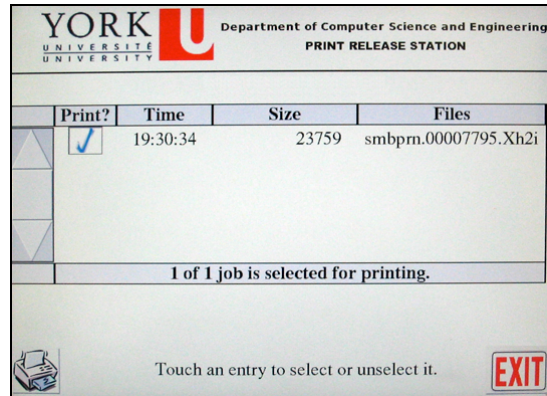 YORK U
UNIVERSITÉ
UNIVERSITY
Department of Computer Science and Engineering
PRINT RELEASE STATION
Print? Time Size Files
19:30:34 23759 smbprn.00007795.Xh2i
1 of 1 job is selected for printing.
Touch an entry to select or unselect it.
EXIT